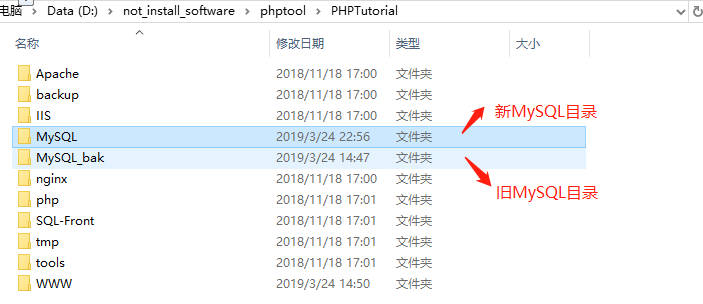 电脑 > Data (D:) > not_install_software > phptool > PHPTutorial
名称 修改日期 类型 大小
Apache 2018/11/18 17:00 文件夹
backup 2018/11/18 17:00 文件夹
IIS 2018/11/18 17:00 文件夹
新MySQL目录
MySQL 2019/3/24 22:56 文件夹
MySQL_bak 2019/3/24 14:47 文件夹
nginx 2018/11/18 17:00 文件夹
旧MySQL目录
php 2018/11/18 17:01 文件夹
SQL-Front 2018/11/18 17:01 文件夹
tmp 2018/11/18 17:01 文件夹
tools 2018/11/18 17:01 文件夹
WWW 2019/3/24 14:50 文件夹